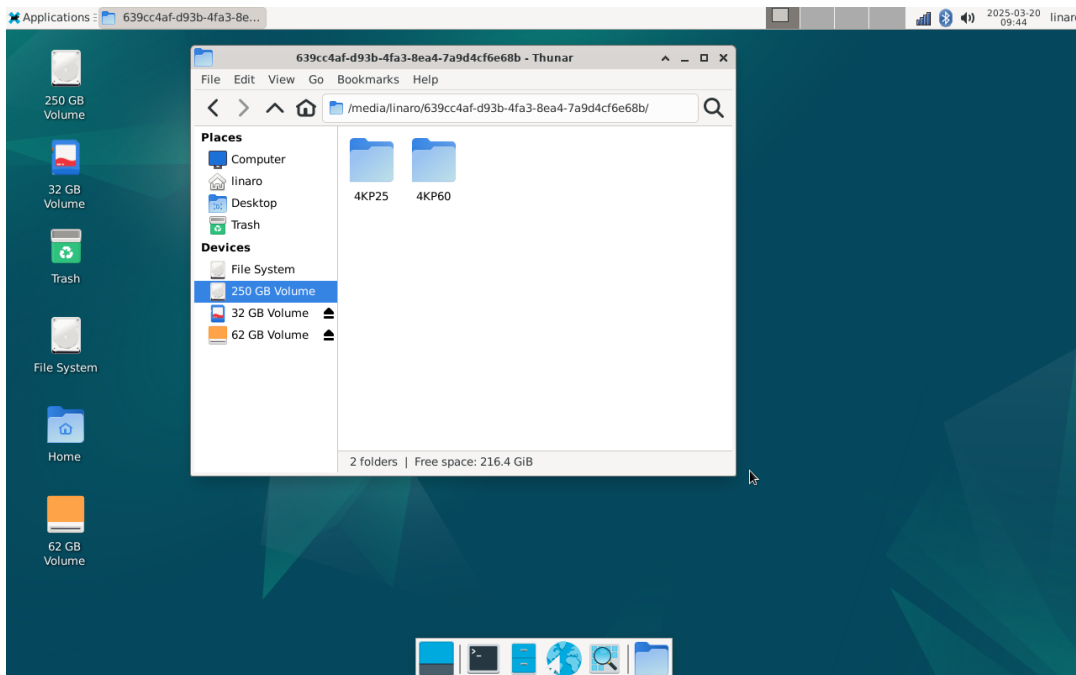 Applications
639cc4af-d93b-4fa3-8e...
2025-03-20
09:44
linaro
250 GB
Volume
32 GB
Volume
Trash
File System
Home
62 GB
Volume
639cc4af-d93b-4fa3-8ea4-7a9d4cf6e68b - Thunar
File Edit View Go Bookmarks Help
/media/linaro/639cc4af-d93b-4fa3-8ea4-7a9d4cf6e68b/
Places
Computer
linaro
Desktop
Trash
Devices
File System
250 GB Volume
32 GB Volume
62 GB Volume
4KP25
4KP60
2 folders | Free space: 216.4 GiB